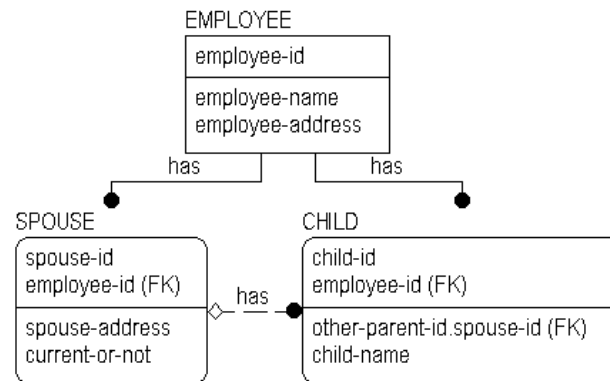 EMPLOYEE
employee-id
employee-name
employee-address
has
has
SPOUSE
spouse-id
employee-id (FK)
spouse-address
current-or-not
has
CHILD
child-id
employee-id (FK)
other-parent-id.spouse-id (FK)
child-name